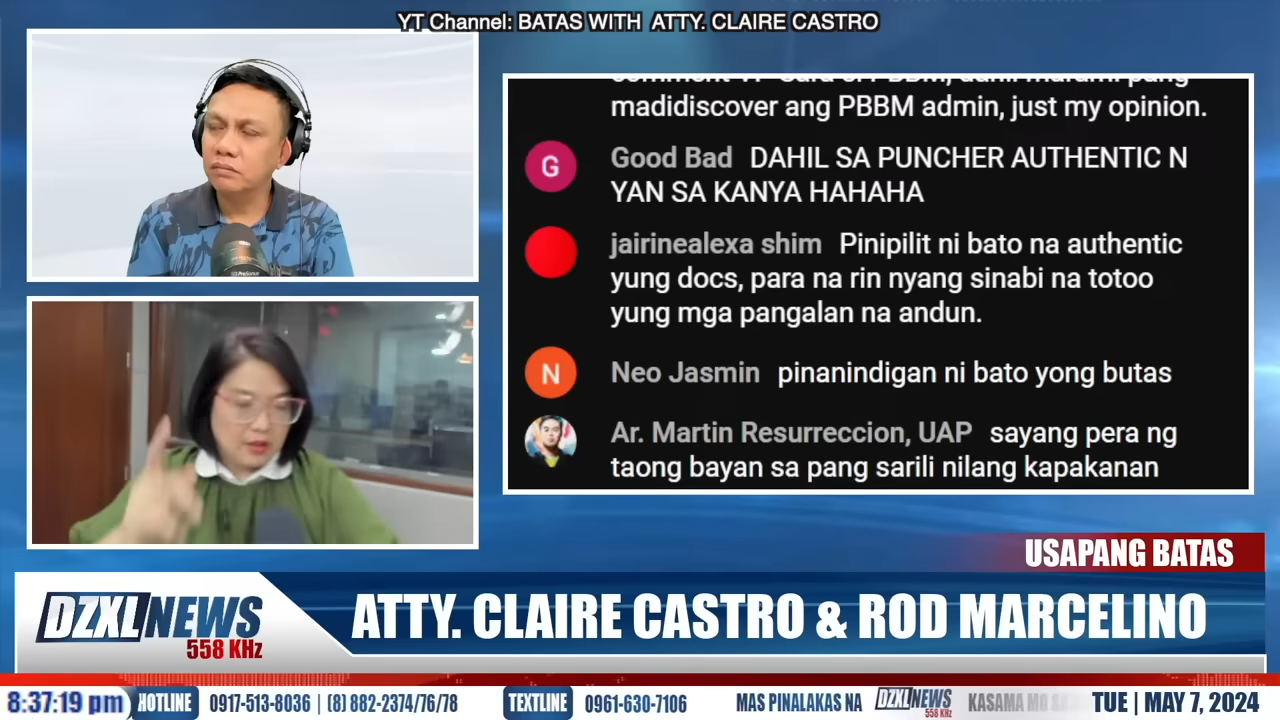 YT Channel: BATAS WITH ATTY. CLAIRE CASTRO
madidiscover ang PBBM admin, just my opinion.
G
Good Bad DAHIL SA PUNCHER AUTHENTIC N
YAN SA KANYA HAHAHA
jairinealexa shim Pinipilit ni bato na authentic
yung docs, para na rin nyang sinabi na totoo
yung mga pangalan na andun.
N
Neo Jasmin pinanindigan ni bato yong butas
Ar. Martin Resurreccion, UAP sayang pera ng
taong bayan sa pang sarili nilang kapakanan
USAPANG BATAS
DZXL NEWS
558 KHz
ATTY. CLAIRE CASTRO & ROD MARCELINO
8:37:19 pm HOTLINE 0917-513-8036 | (8) 882-2374/76/78 TEXTLINE 0961-630-7106 MAS PINALAKAS NA DZXL NEWS 558 KHz KASAMA MO SA TUE | MAY 7, 2024